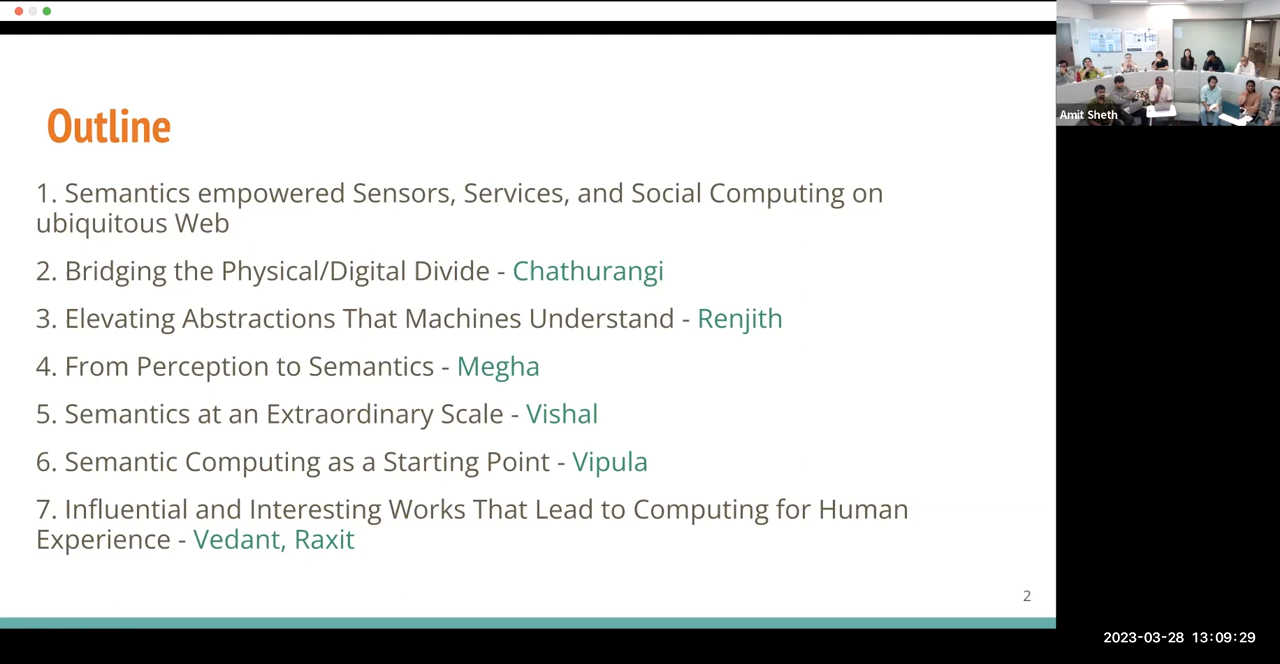 Outline
1. Semantics empowered Sensors, Services, and Social Computing on
ubiquitous Web
2. Bridging the Physical/Digital Divide - Chathurangi
3. Elevating Abstractions That Machines Understand - Renjith
4. From Perception to Semantics - Megha
5. Semantics at an Extraordinary Scale - Vishal
6. Semantic Computing as a Starting Point - Vipula
7. Influential and Interesting Works That Lead to Computing for Human
Experience - Vedant, Raxit
2
Amit Sheth
2023-03-28 13:09:29